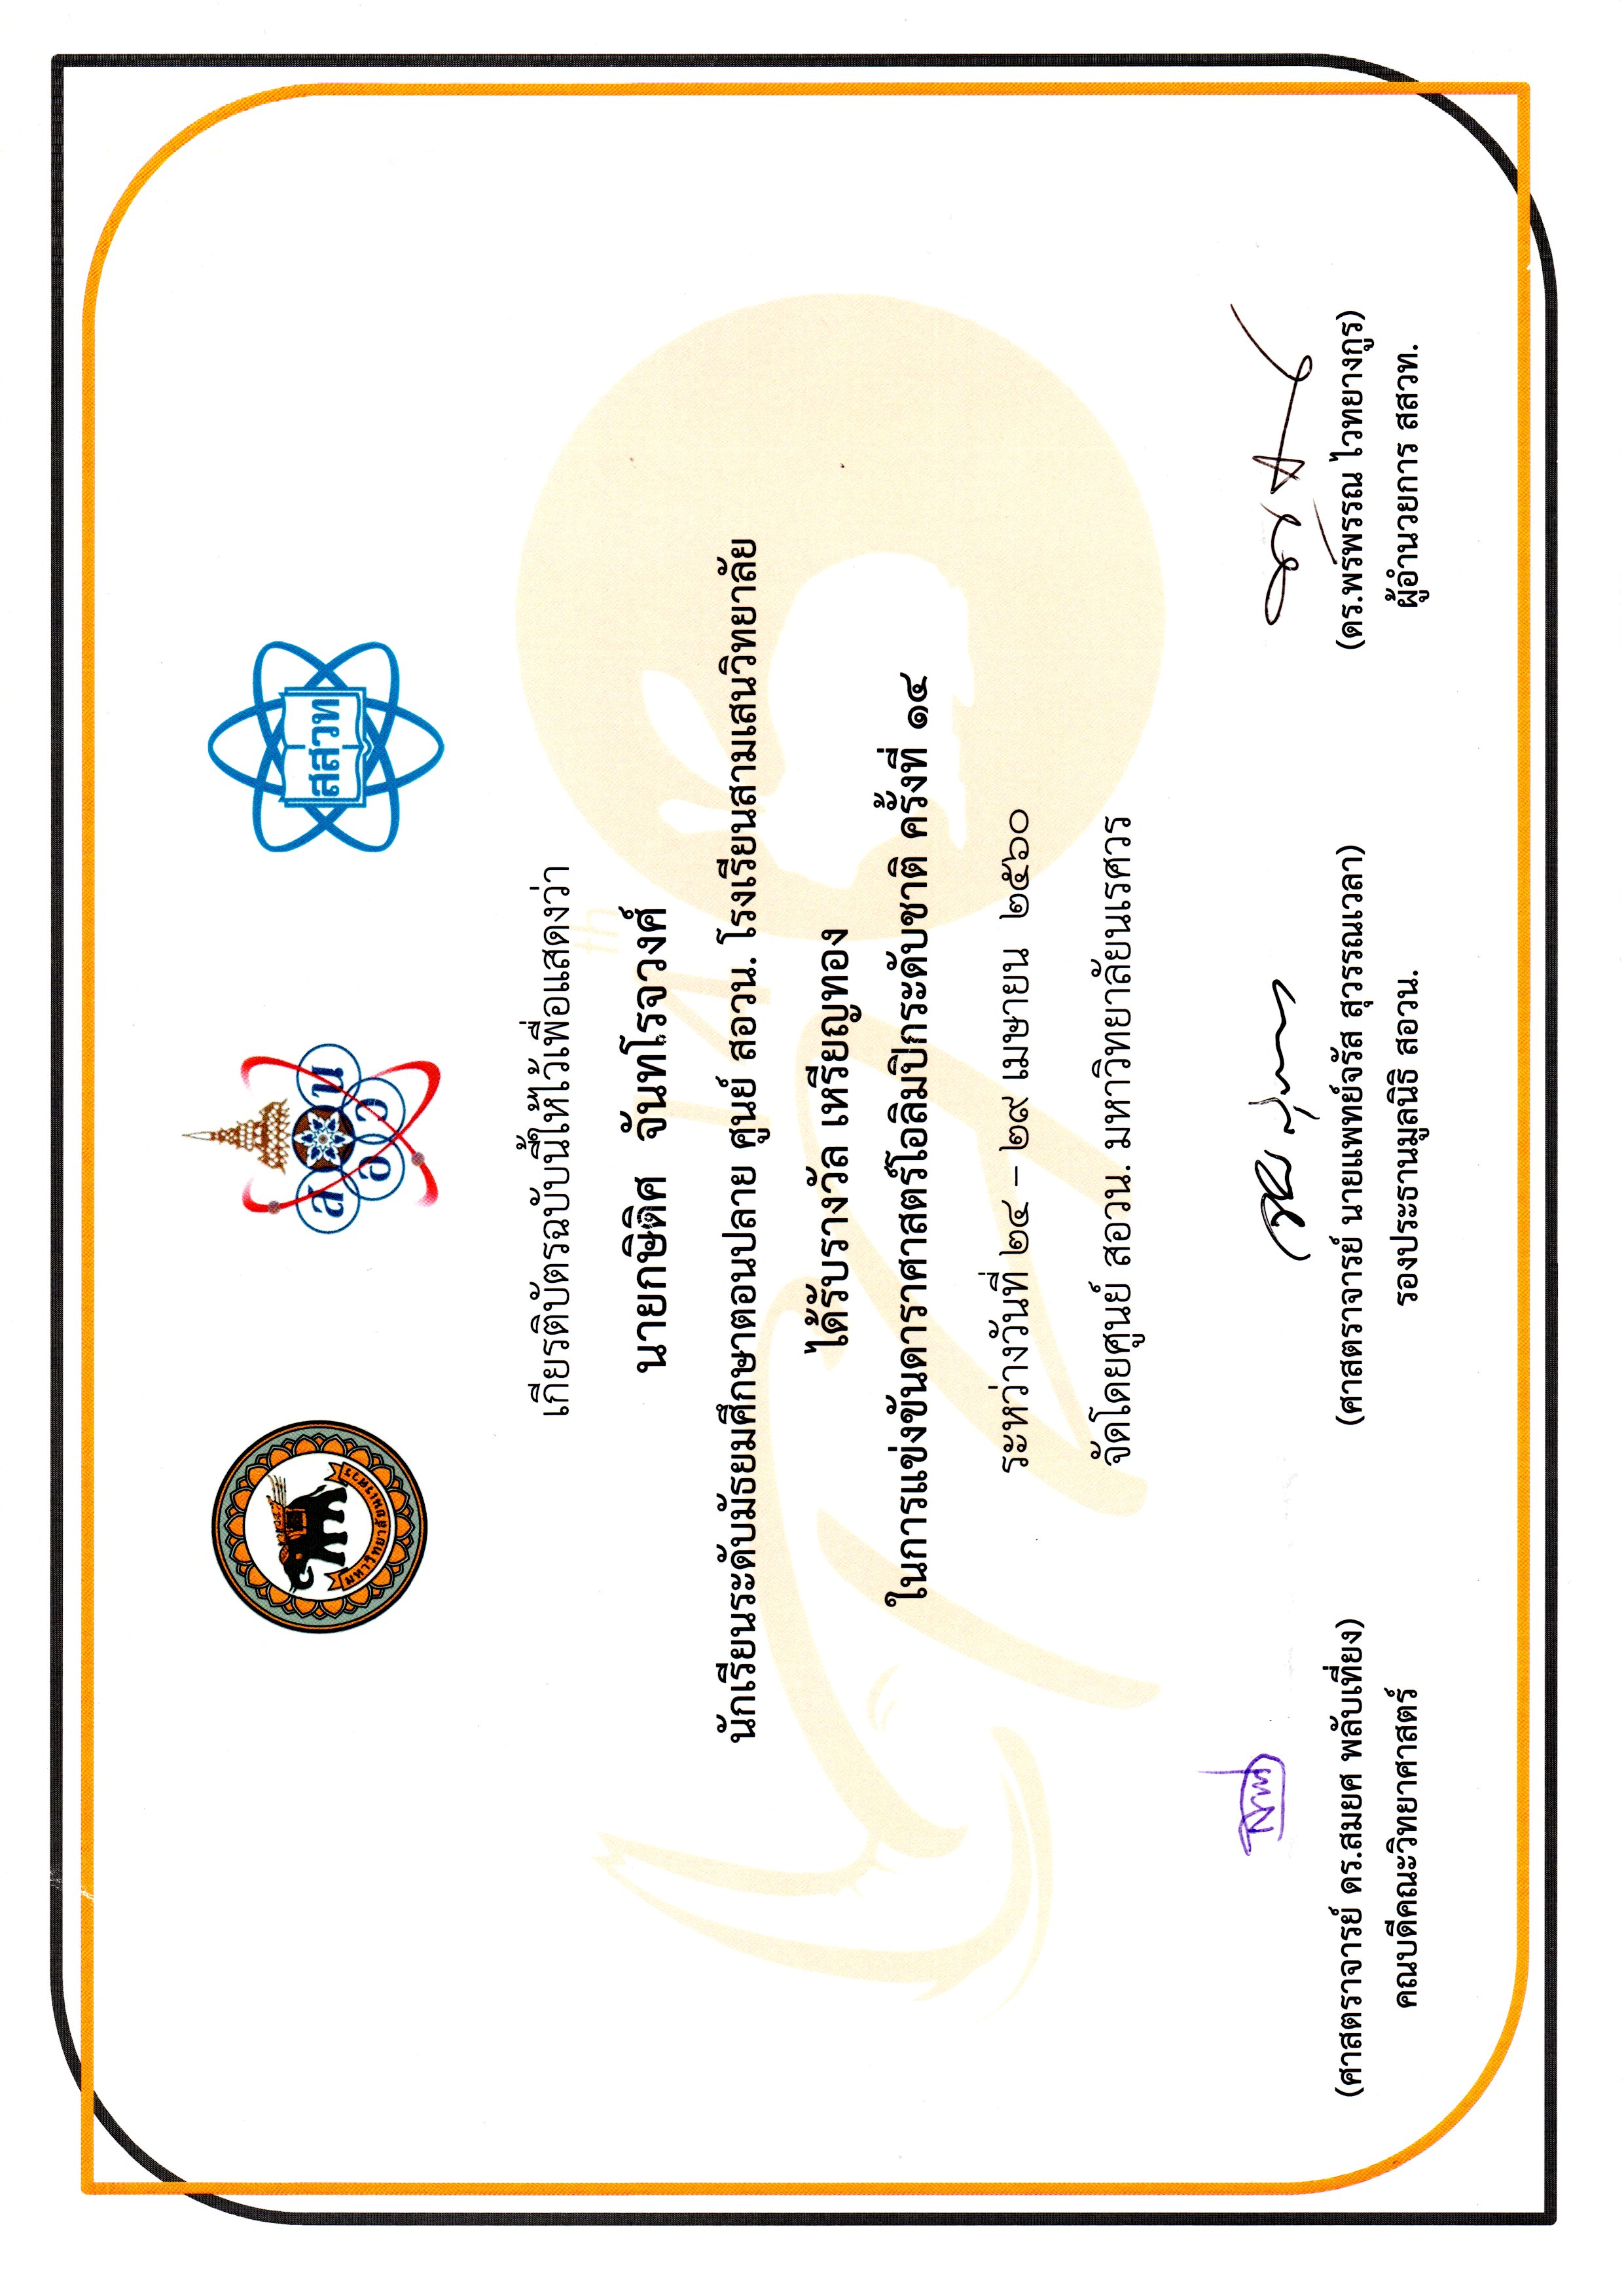 มหาวิทยาลัยนเรศวร
สอวน
สสวท
เกียรติบัตรฉบับนี้ให้ไว้เพื่อแสดงว่า
นายกษิดิศ จันทโรจวงศ์
นักเรียนระดับมัธยมศึกษาตอนปลาย ศูนย์ สอวน. โรงเรียนสามเสนวิทยาลัย
ได้รับรางวัล เหรียญทอง
ในการแข่งขันดาราศาสตร์โอลิมปิกระดับชาติ ครั้งที่ ๑๔
ระหว่างวันที่ ๒๔ – ๒๙ เมษายน ๒๕๖๐
จัดโดยศูนย์ สอวน. มหาวิทยาลัยนเรศวร
14th
(ศาสตราจารย์ ดร.สมยศ พลับเที่ยง)
คณบดีคณะวิทยาศาสตร์
(ศาสตราจารย์ นายแพทย์จรัส สุวรรณเวลา)
รองประธานมูลนิธิ สอวน.
(ดร.พรพรรณ ไวทยางกูร)
ผู้อำนวยการ สสวท.